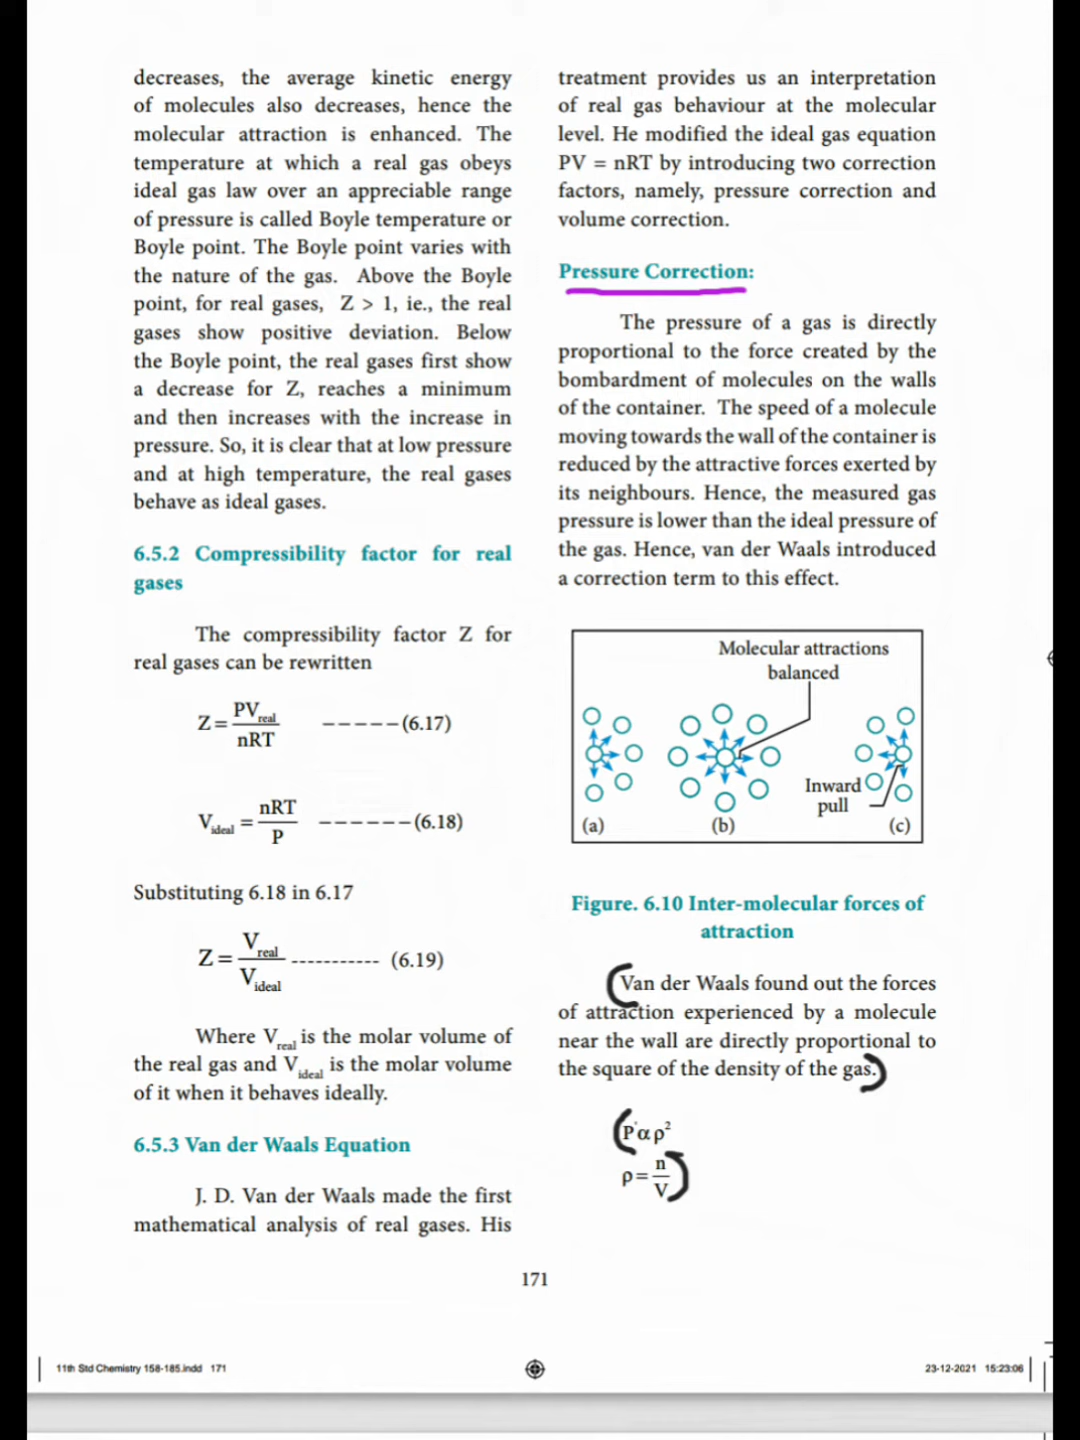 decreases, the average kinetic energy
of molecules also decreases, hence the
molecular attraction is enhanced. The
temperature at which a real gas obeys
ideal gas law over an appreciable range
of pressure is called Boyle temperature or
Boyle point. The Boyle point varies with
the nature of the gas. Above the Boyle
point, for real gases, Z > 1, ie., the real
gases show positive deviation. Below
the Boyle point, the real gases first show
a decrease for Z, reaches a minimum
and then increases with the increase in
pressure. So, it is clear that at low pressure
and at high temperature, the real gases
behave as ideal gases.
6.5.2 Compressibility factor for real
gases
The compressibility factor Z for
real gases can be rewritten
Z = PV_real / nRT -----(6.17)
V_ideal = nRT / P ------(6.18)
Substituting 6.18 in 6.17
Z = V_real / V_ideal ----------- (6.19)
Where V_real is the molar volume of
the real gas and V_ideal is the molar volume
of it when it behaves ideally.
6.5.3 Van der Waals Equation
J. D. Van der Waals made the first
mathematical analysis of real gases. His
treatment provides us an interpretation
of real gas behaviour at the molecular
level. He modified the ideal gas equation
PV = nRT by introducing two correction
factors, namely, pressure correction and
volume correction.
Pressure Correction:
The pressure of a gas is directly
proportional to the force created by the
bombardment of molecules on the walls
of the container. The speed of a molecule
moving towards the wall of the container is
reduced by the attractive forces exerted by
its neighbours. Hence, the measured gas
pressure is lower than the ideal pressure of
the gas. Hence, van der Waals introduced
a correction term to this effect.
Molecular attractions
balanced
Inward
pull
(a) (b) (c)
Figure. 6.10 Inter-molecular forces of
attraction
(Van der Waals found out the forces
of attraction experienced by a molecule
near the wall are directly proportional to
the square of the density of the gas.)
(P' α ρ²
ρ = n / V)
171
11th Std Chemistry 158-185.indd 171
23-12-2021 15:23:06